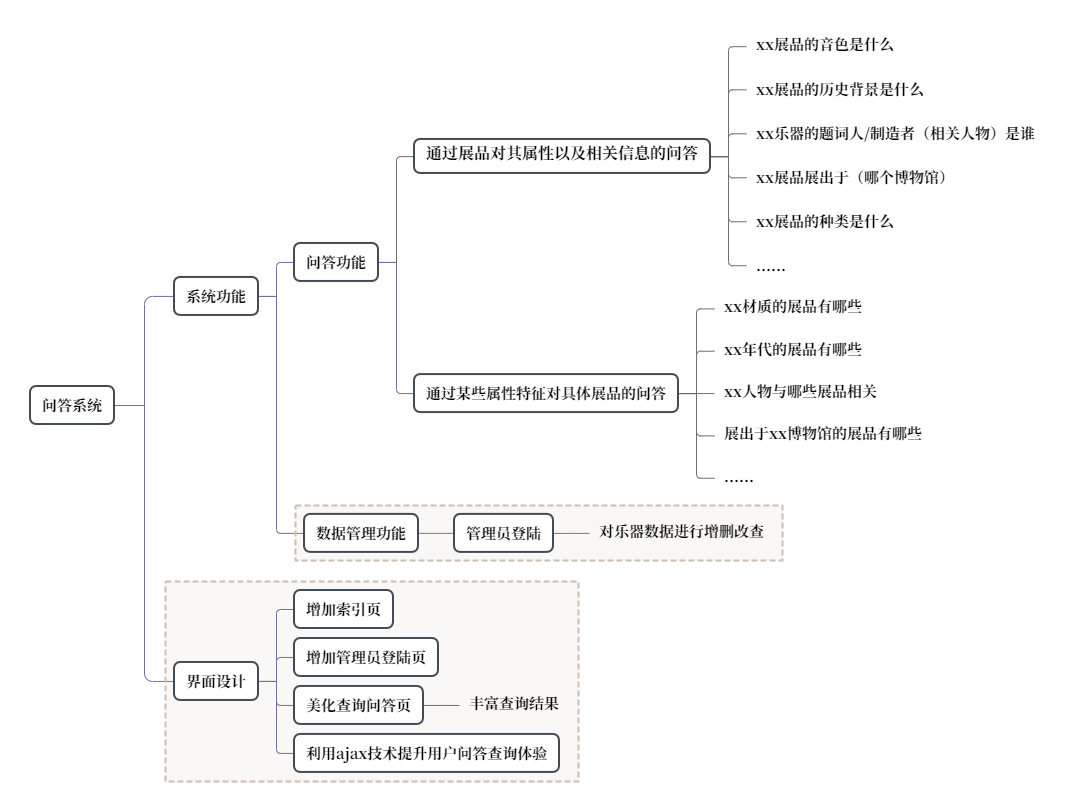 问答系统
系统功能
问答功能
通过展品对其属性以及相关信息的问答
xx展品的音色是什么
xx展品的历史背景是什么
xx乐器的题词人/制造者（相关人物）是谁
xx展品展出于（哪个博物馆）
xx展品的种类是什么
......
通过某些属性特征对具体展品的问答
xx材质的展品有哪些
xx年代的展品有哪些
xx人物与哪些展品相关
展出于xx博物馆的展品有哪些
......
数据管理功能
管理员登陆
对乐器数据进行增删改查
界面设计
增加索引页
增加管理员登陆页
美化查询问答页
丰富查询结果
利用ajax技术提升用户问答查询体验